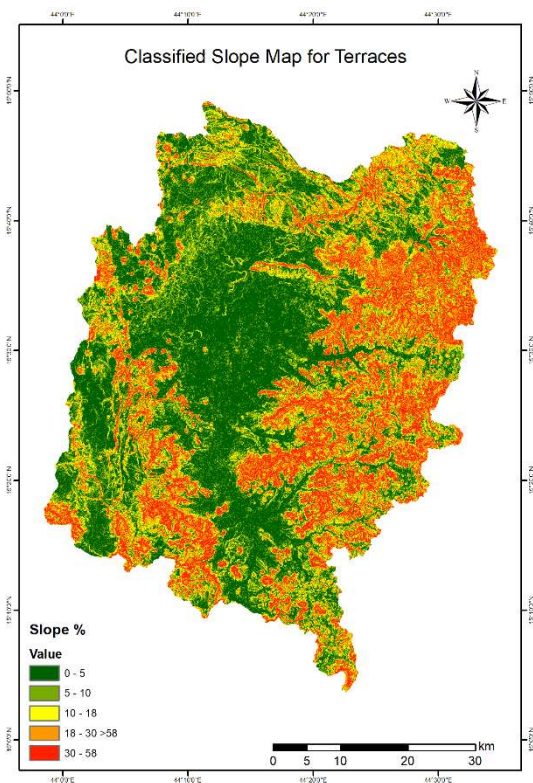 44°0'0"E 44°10'0"E 44°20'0"E 44°30'0"E
Classified Slope Map for Terraces
N
W E
S
Slope %
Value
0 - 5
5 - 10
10 - 18
18 - 30 >58
30 - 58
km
0 5 10 20 30
44°0'0"E 44°10'0"E 44°20'0"E 44°30'0"E